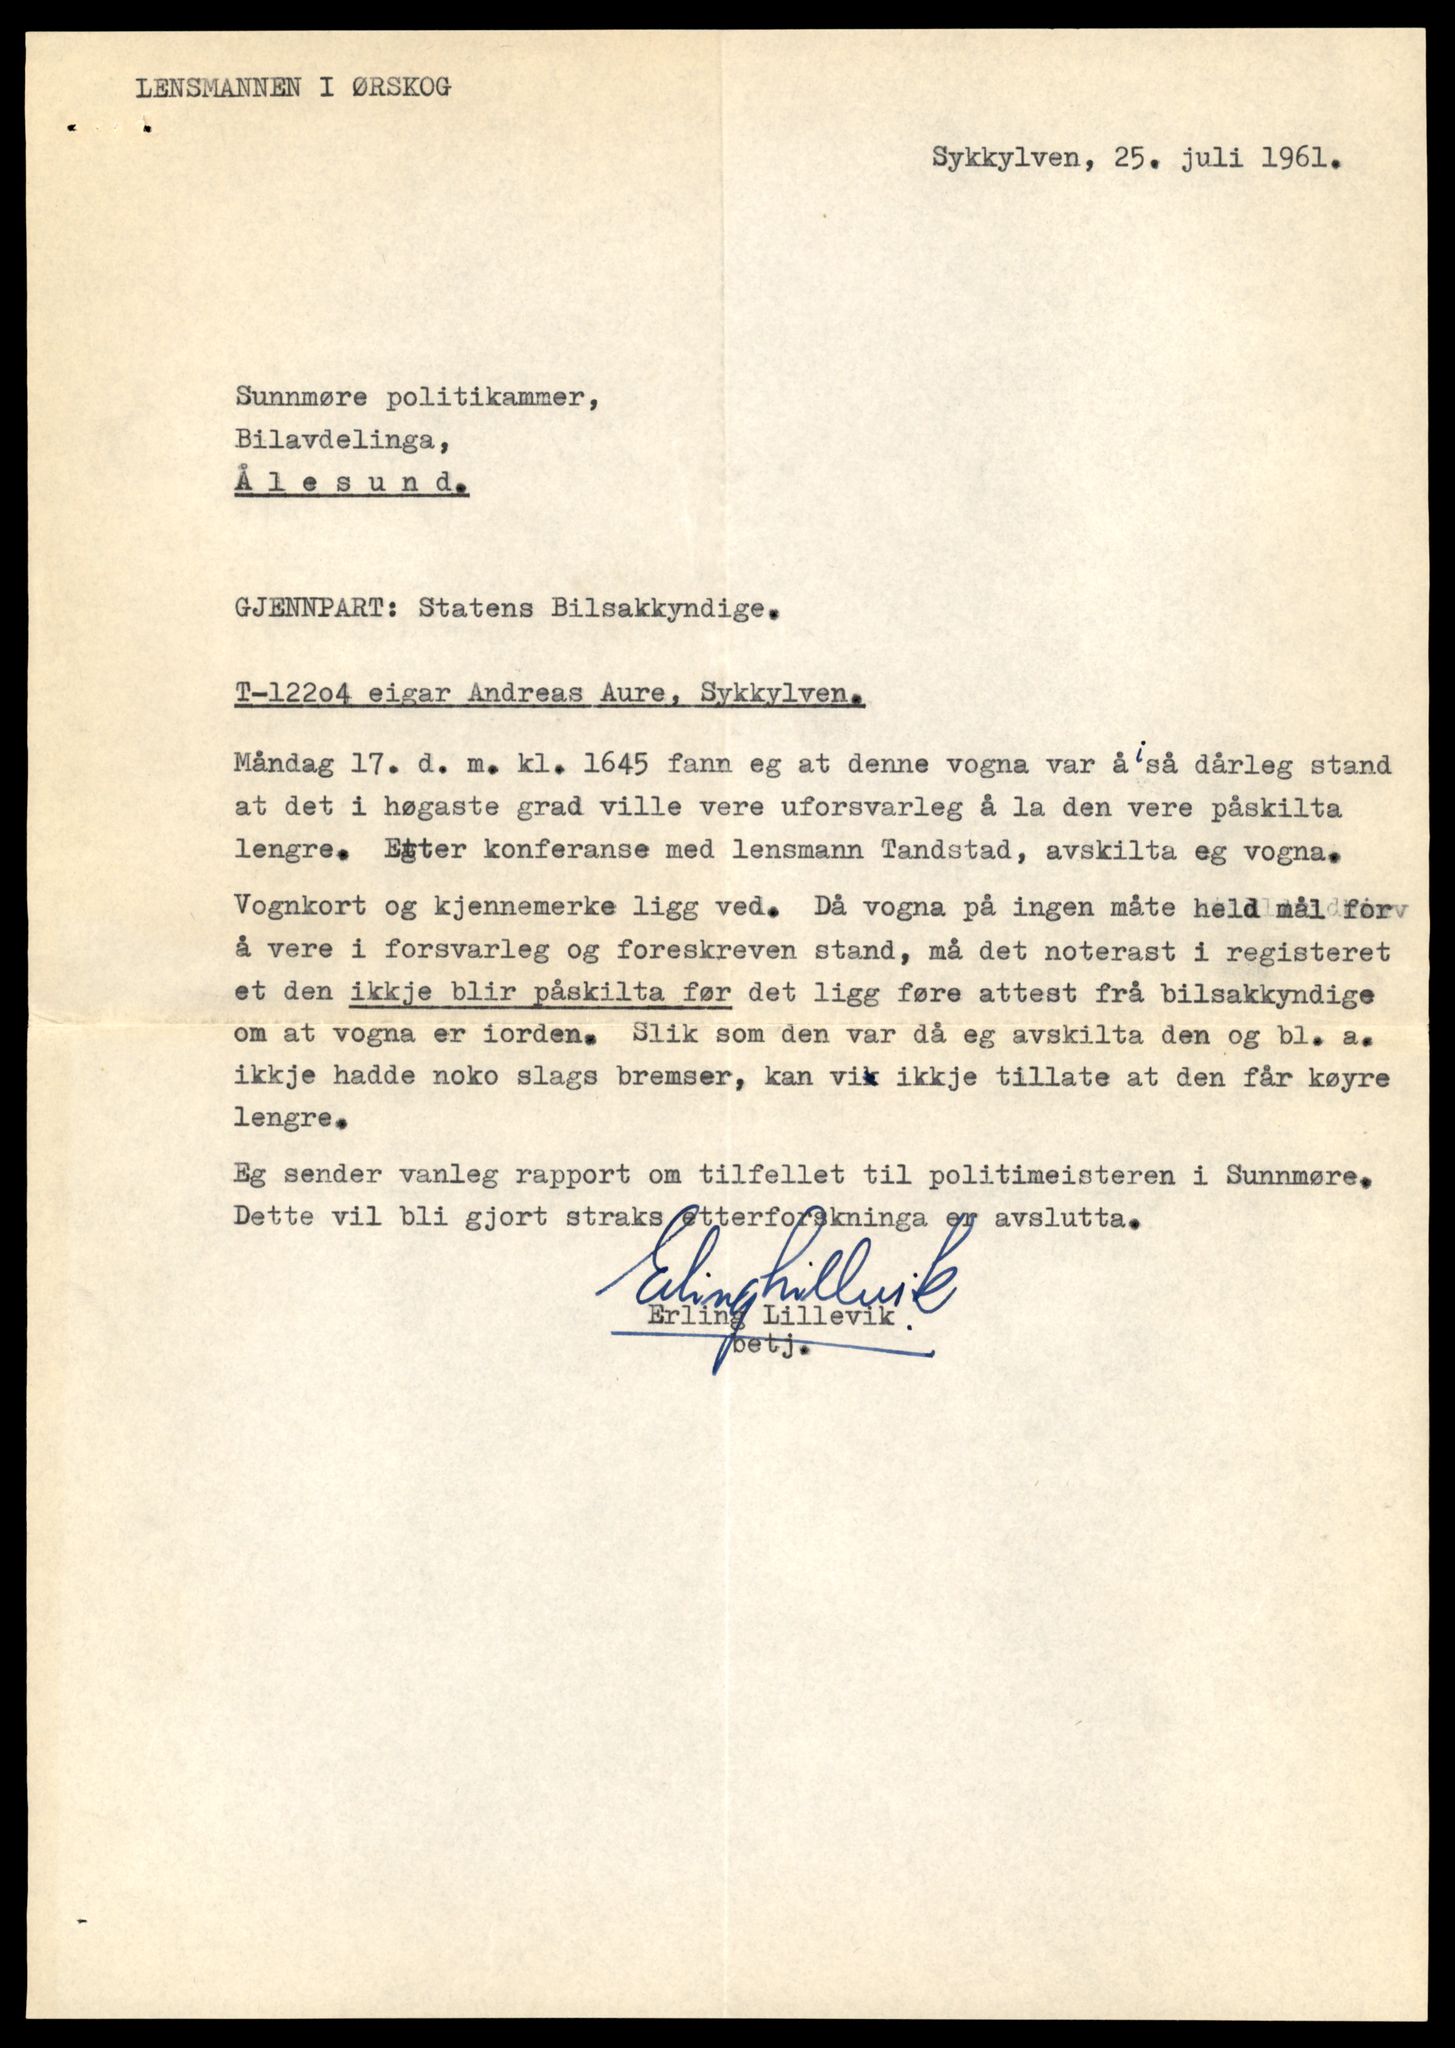 LENSMANNEN I ØRSKOG
Sykkylven, 25. juli 1961.
Sunnmøre politikammer,
Bilavdelinga,
Å l e s u n d.
GJENNPART: Statens Bilsakkyndige.
T-122o4 eigar Andreas Aure, Sykkylven.
Måndag 17. d. m. kl. 1645 fann eg at denne vogna var å i så dårleg stand
at det i høgaste grad ville vere uforsvarleg å la den vere påskilta
lengre. Etter konferanse med lensmann Tandstad, avskilta eg vogna.
Vognkort og kjennemerke ligg ved. Då vogna på ingen måte held mål for
å vere i forsvarleg og foreskreven stand, må det noterast i registeret
et den ikkje blir påskilta før det ligg føre attest frå bilsakkyndige
om at vogna er iorden. Slik som den var då eg avskilta den og bl. a.
ikkje hadde noko slags bremser, kan vi ikkje tillate at den får køyre
lengre.
Eg sender vanleg rapport om tilfellet til politimeisteren i Sunnmøre.
Dette vil bli gjort straks etterforskninga er avslutta.
Erling Lillevik
Erling Lillevik.
betj.